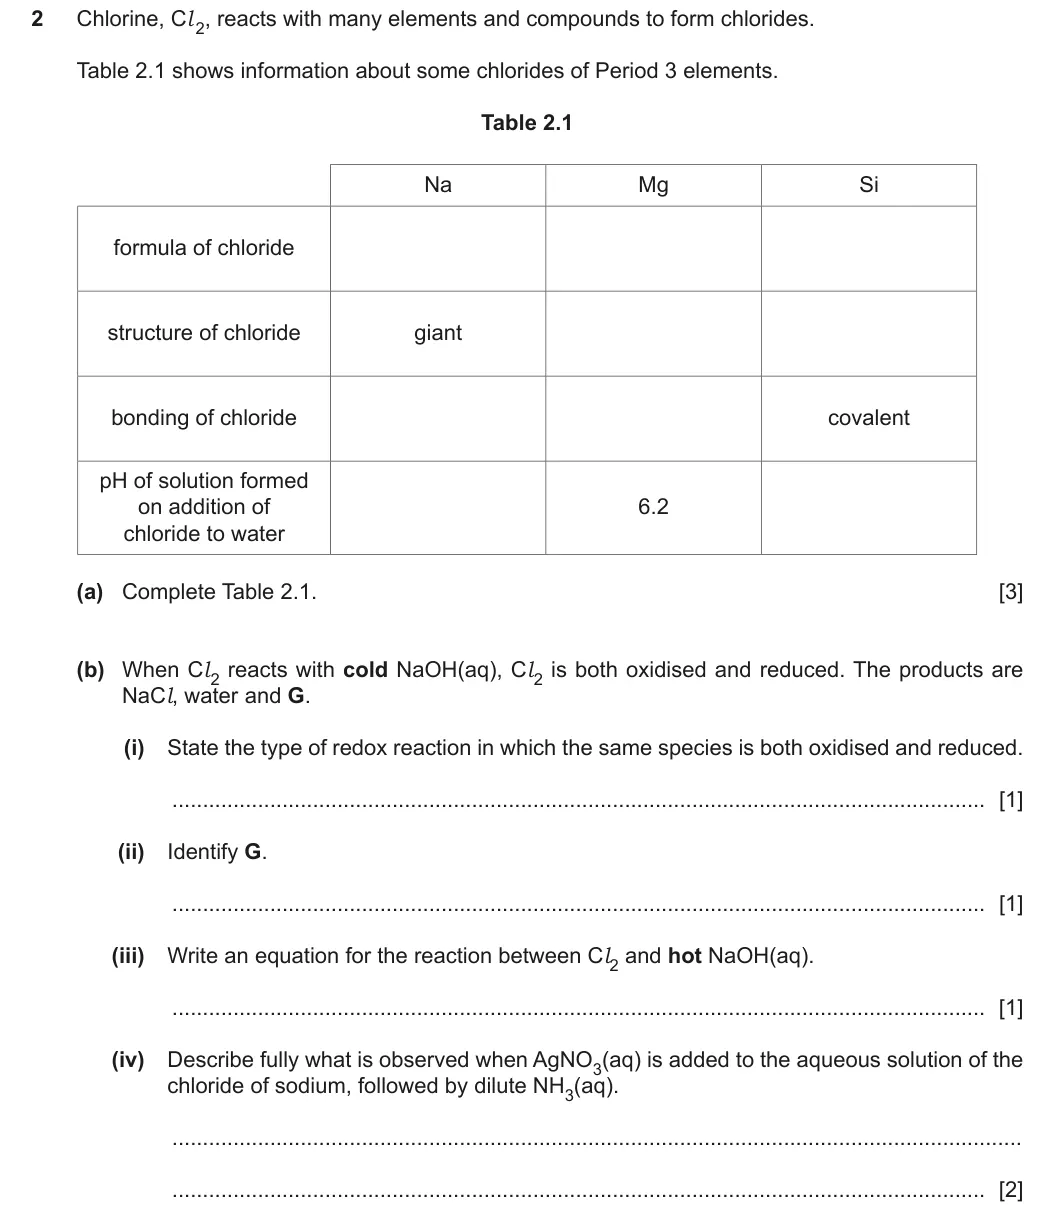 2 Chlorine, Cl2, reacts with many elements and compounds to form chlorides.
Table 2.1 shows information about some chlorides of Period 3 elements.
Table 2.1
Na Mg Si
formula of chloride
structure of chloride giant
bonding of chloride covalent
pH of solution formed
on addition of 6.2
chloride to water
(a) Complete Table 2.1. [3]
(b) When Cl2 reacts with cold NaOH(aq), Cl2 is both oxidised and reduced. The products are
NaCl, water and G.
(i) State the type of redox reaction in which the same species is both oxidised and reduced.
[1]
(ii) Identify G.
[1]
(iii) Write an equation for the reaction between Cl2 and hot NaOH(aq).
[1]
(iv) Describe fully what is observed when AgNO3(aq) is added to the aqueous solution of the
chloride of sodium, followed by dilute NH3(aq).
[2]